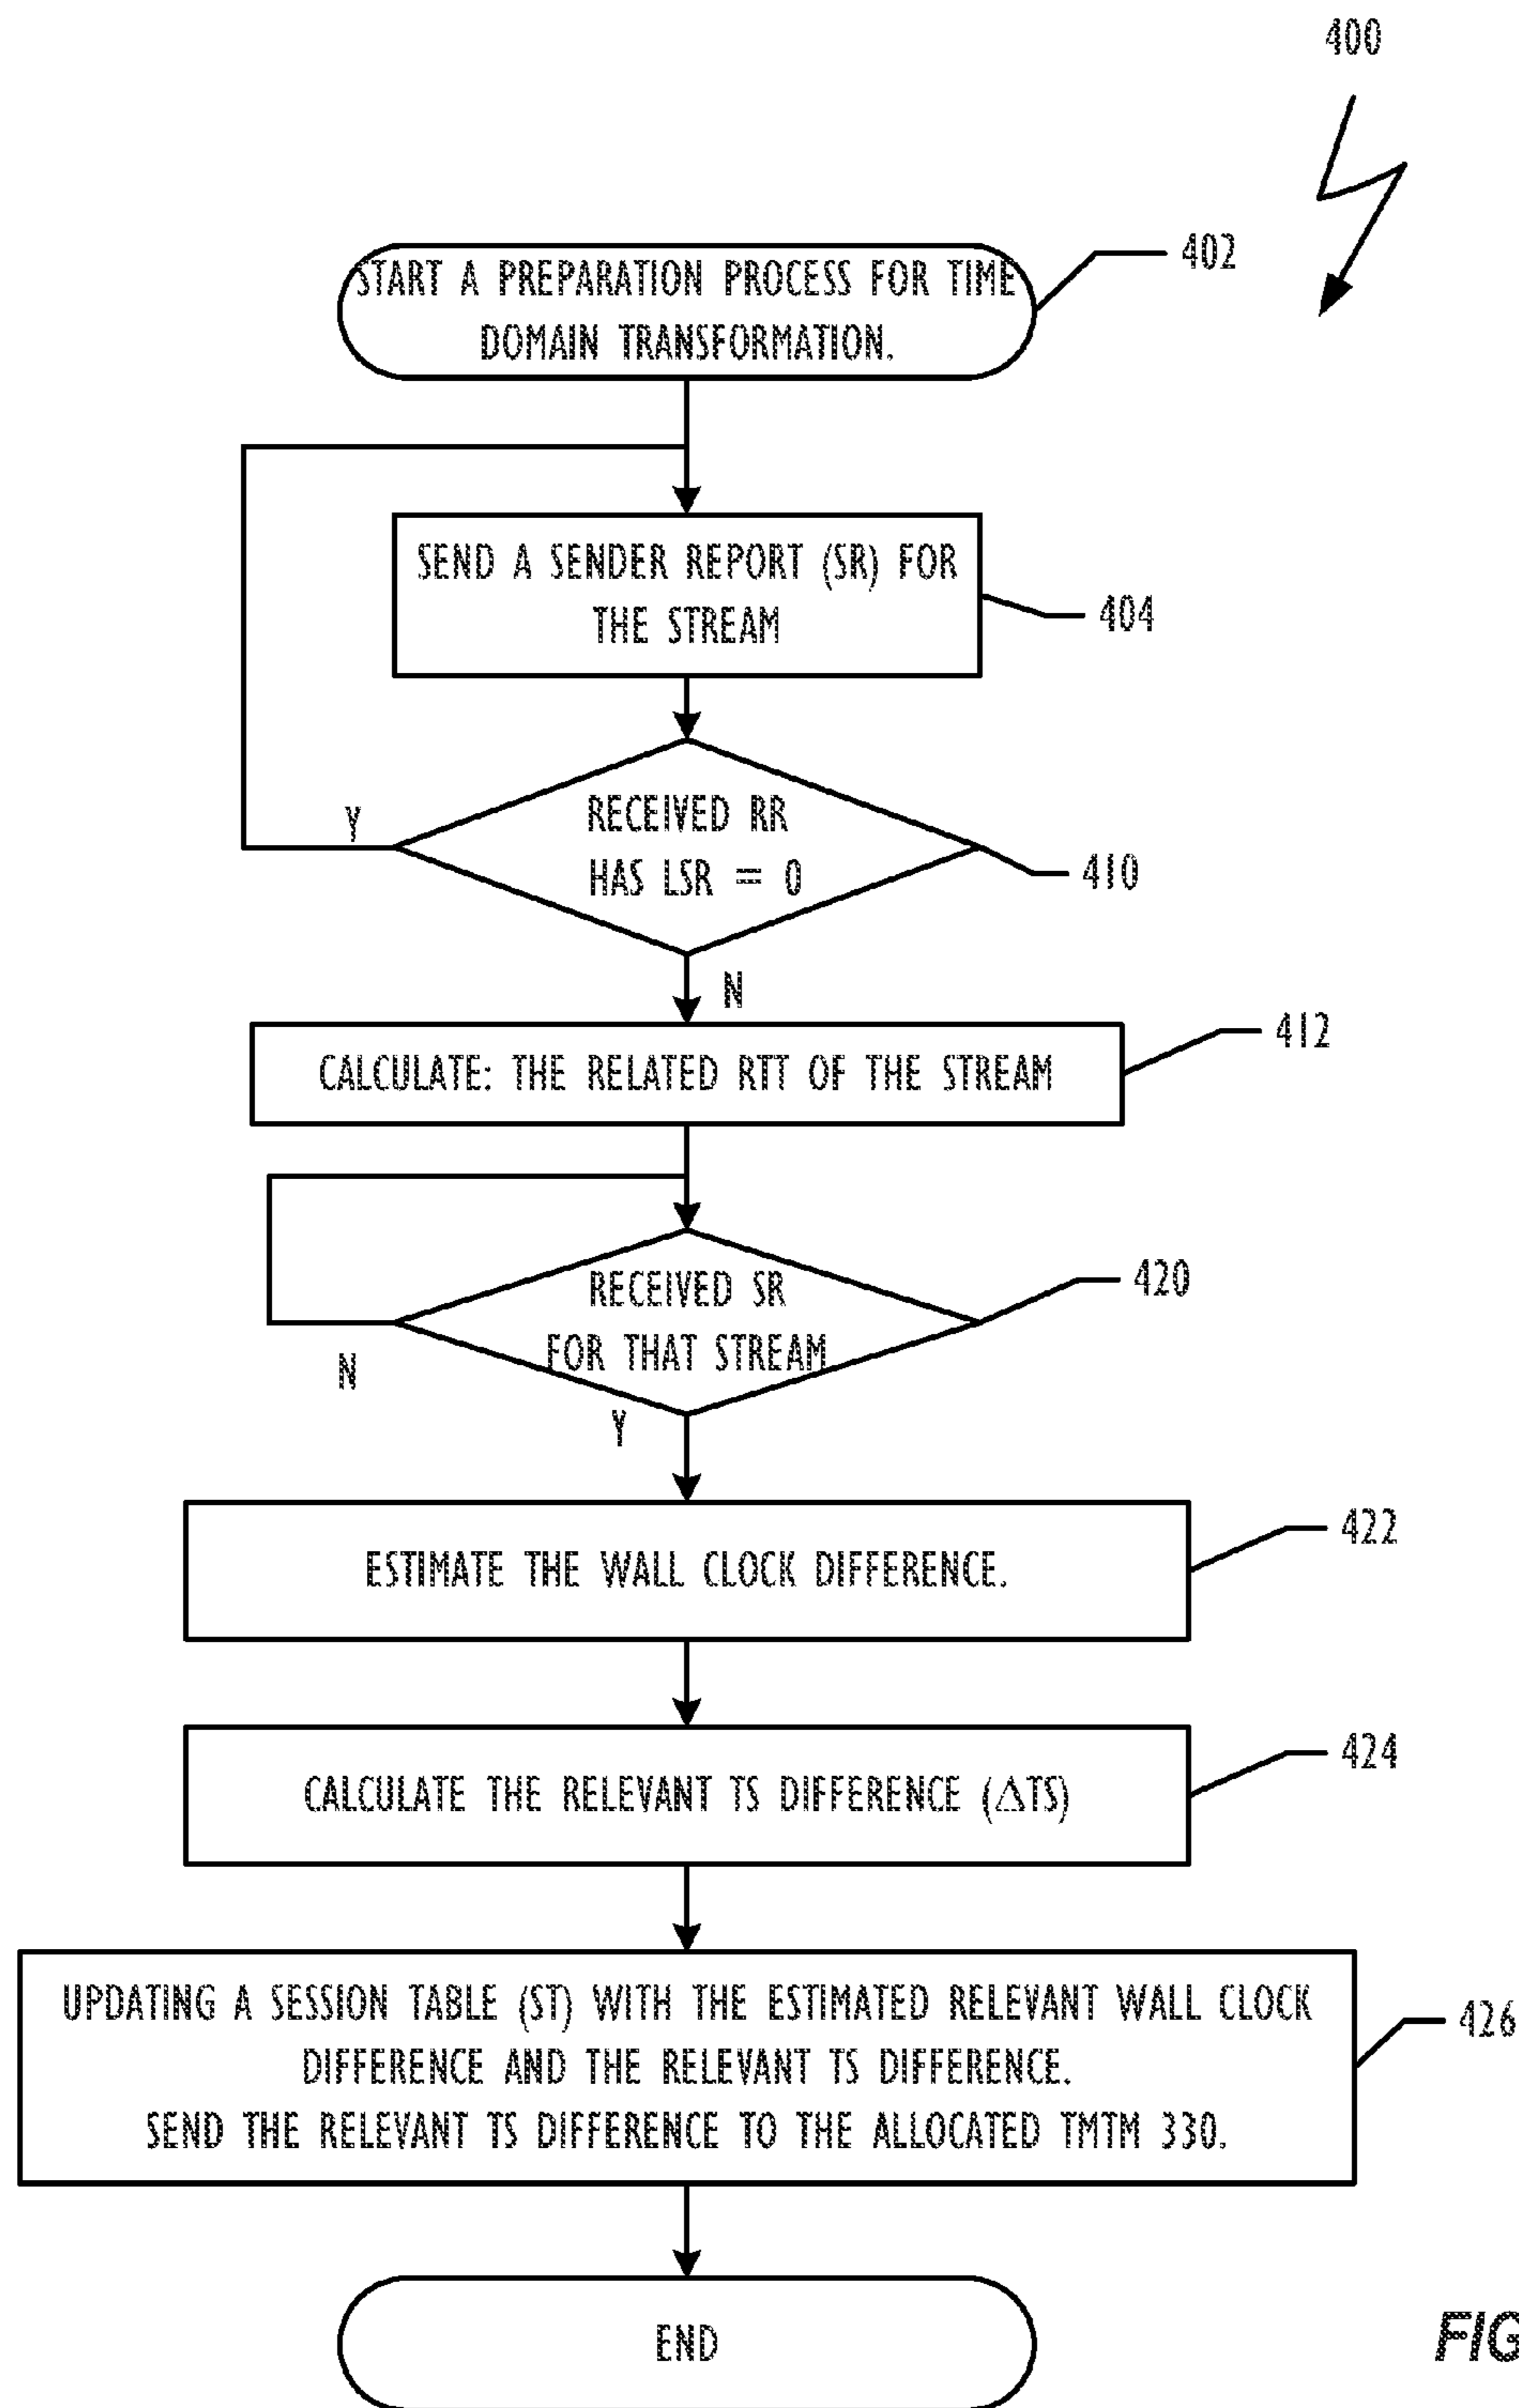 400
START A PREPARATION PROCESS FOR TIME
DOMAIN TRANSFORMATION.
402
SEND A SENDER REPORT (SR) FOR
THE STREAM
404
Y
RECEIVED RR
HAS LSR = 0
410
N
412
CALCULATE: THE RELATED RTT OF THE STREAM
RECEIVED SR
FOR THAT STREAM
420
N
Y
422
ESTIMATE THE WALL CLOCK DIFFERENCE.
424
CALCULATE THE RELEVANT TS DIFFERENCE (ΔTS)
UPDATING A SESSION TABLE (ST) WITH THE ESTIMATED RELEVANT WALL CLOCK
DIFFERENCE AND THE RELEVANT TS DIFFERENCE.
SEND THE RELEVANT TS DIFFERENCE TO THE ALLOCATED TMTM 330.
426
END
FIG